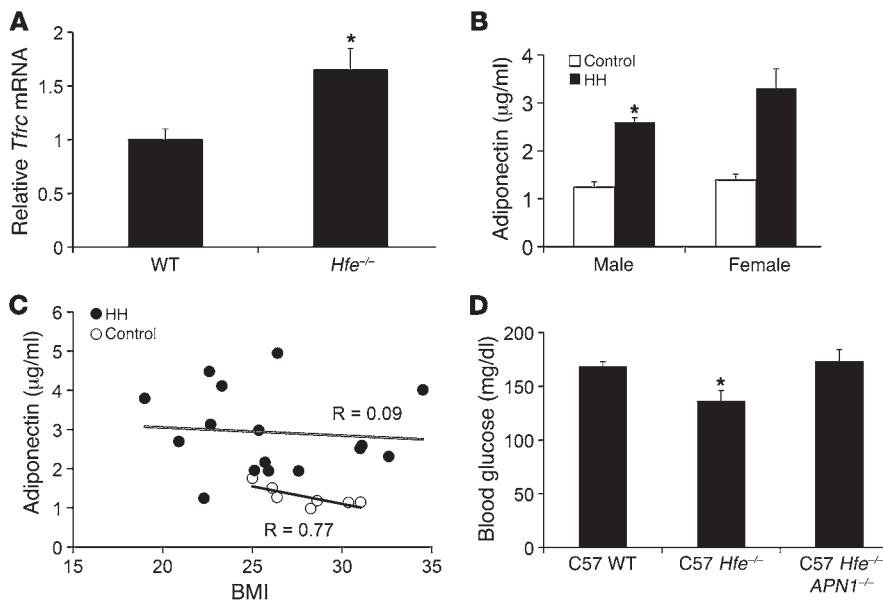 A
Relative Tfrc mRNA
2
1.5
1
0.5
0
*
WT
Hfe–/–
B
Adiponectin (μg/ml)
4
3
2
1
0
Control
HH
*
Male
Female
C
Adiponectin (μg/ml)
6
5
4
3
2
1
0
HH
Control
R = 0.09
R = 0.77
15
20
25
30
35
BMI
D
Blood glucose (mg/dl)
200
150
100
50
0
*
C57 WT
C57 Hfe–/–
C57 Hfe–/–
APN1–/–